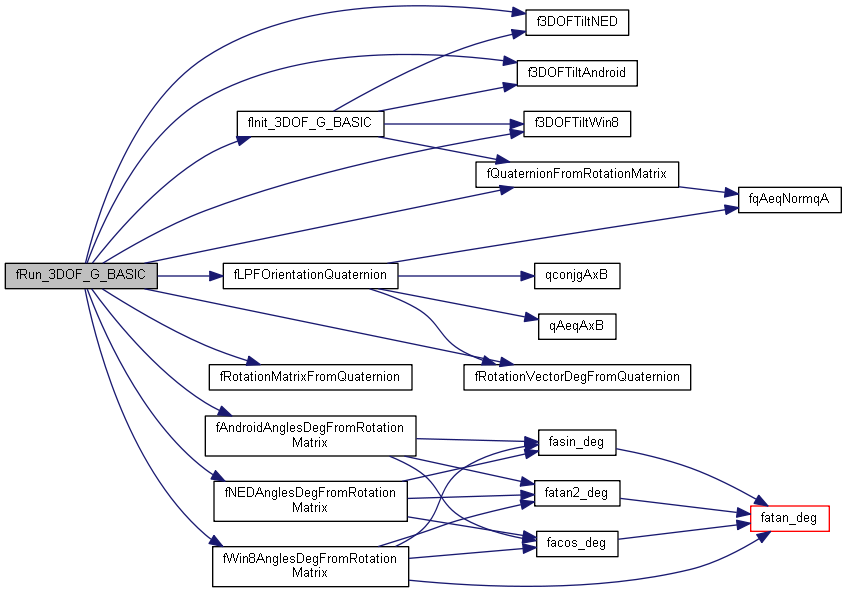 f3DOFTiltNED
f3DOFTiltAndroid
fInit_3DOF_G_BASIC
f3DOFTiltWin8
fQuaternionFromRotationMatrix
fqAeqNormqA
fRun_3DOF_G_BASIC
fLPFOrientationQuaternion
qconjgAxB
qAeqAxB
fRotationMatrixFromQuaternion
fRotationVectorDegFromQuaternion
fAndroidAnglesDegFromRotation
Matrix
fasin_deg
fNEDAnglesDegFromRotation
Matrix
fatan2_deg
fatan_deg
facos_deg
fWin8AnglesDegFromRotation
Matrix